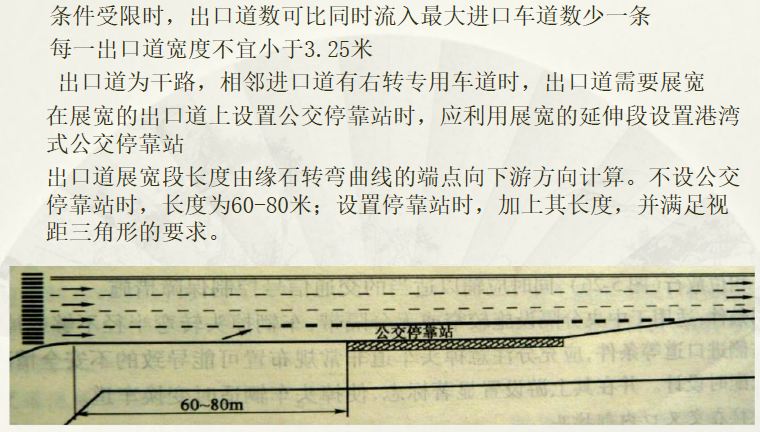 条件受限时，出口道数可比同时流入最大进口车道数少一条
每一出口道宽度不宜小于3.25米
出口道为干路，相邻进口道有右转专用车道时，出口道需要展宽
在展宽的出口道上设置公交停靠站时，应利用展宽的延伸段设置港湾
式公交停靠站
出口道展宽段长度由缘石转弯曲线的端点向下游方向计算。不设公交
停靠站时，长度为60-80米；设置停靠站时，加上其长度，并满足视
距三角形的要求。
公交停靠站
60~80m